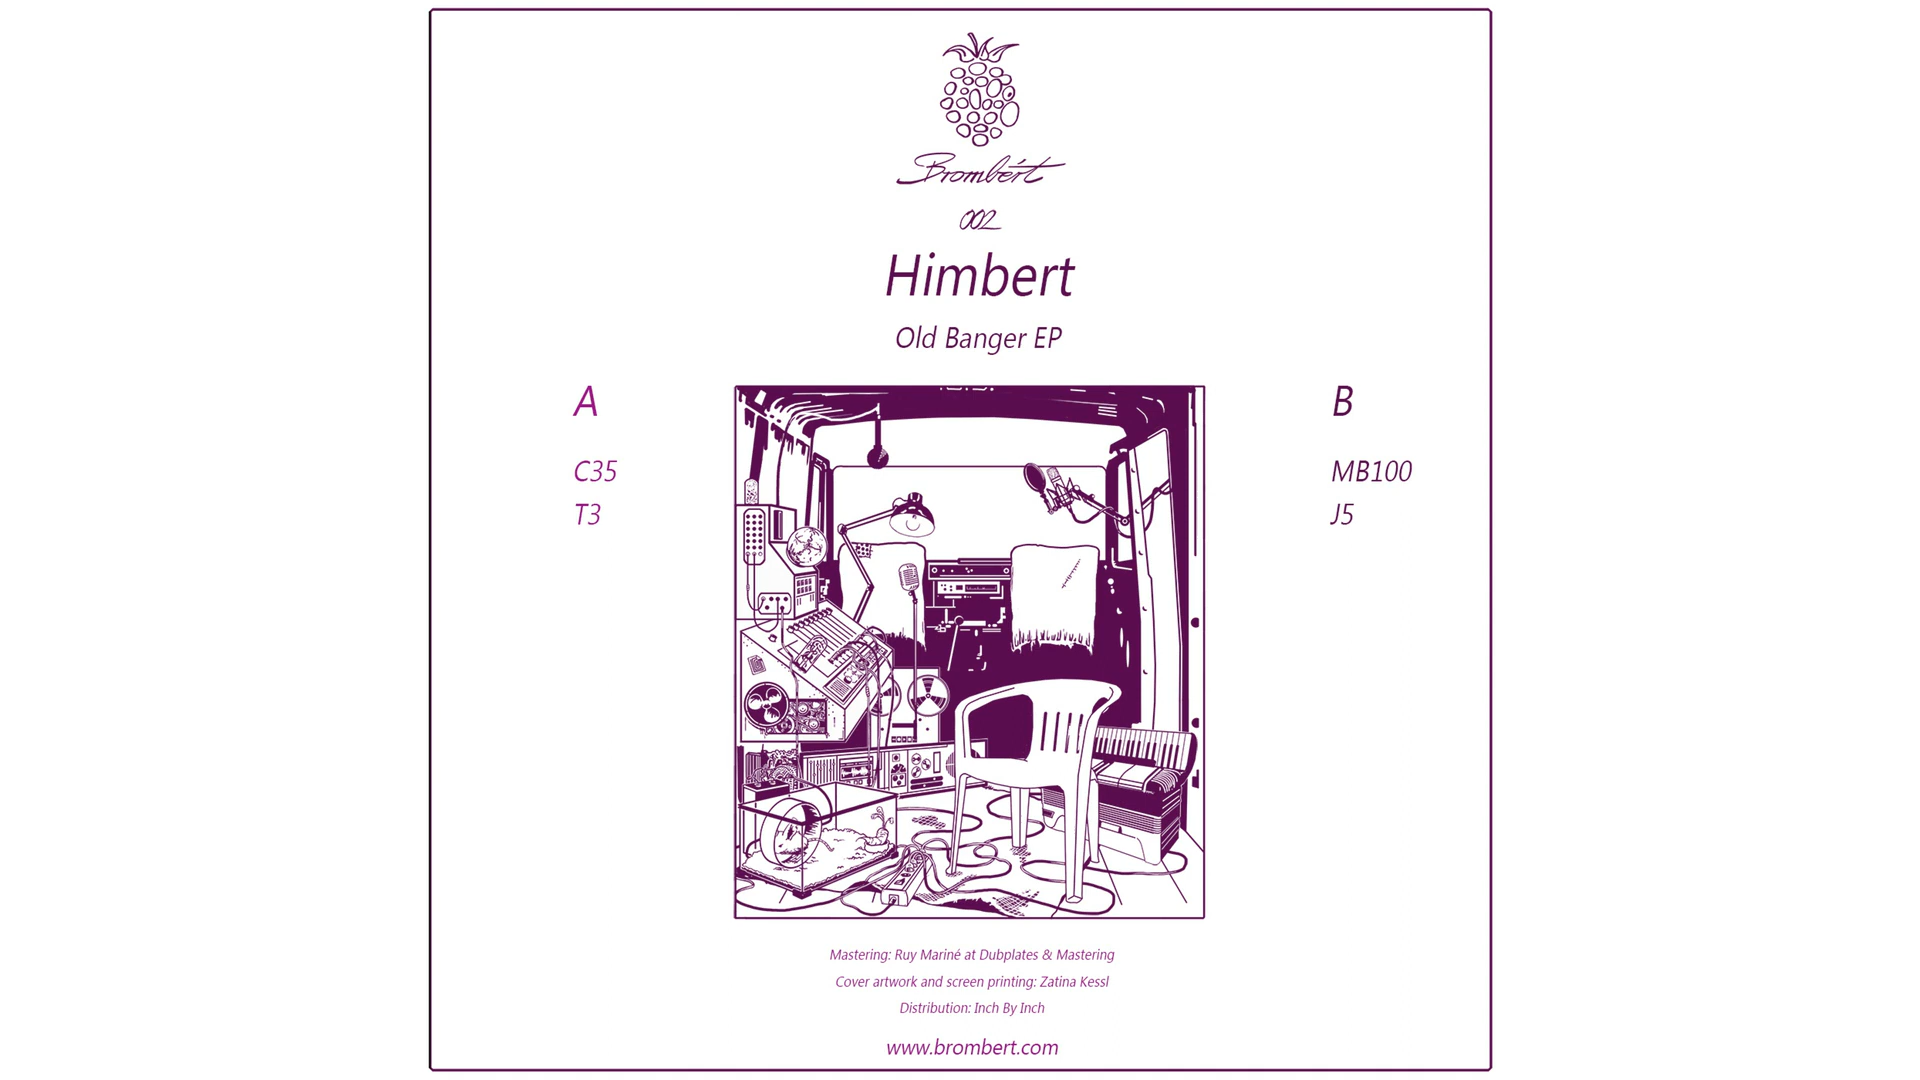 Brombért
002
Himbert
Old Banger EP
A
C35
T3
B
MB100
J5
Mastering: Ruy Mariné at Dubplates & Mastering
Cover artwork and screen printing: Zatina Kessl
Distribution: Inch By Inch
www.brombert.com